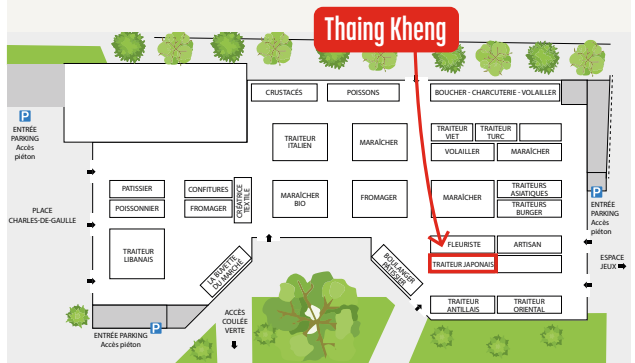 Thaing Kheng
CRUSTACÉS
POISSONS
BOUCHER - CHARCUTERIE - VOLAILLER
P
ENTRÉE
PARKING
Accès
piéton
TRAITEUR
ITALIEN
MARAÎCHER
TRAITEUR
VIET
TRAITEUR
TURC
VOLAILLER
MARAÎCHER
PATISSIER
CONFITURES
CRÉATRICE
TEXTILE
POISSONNIER
FROMAGER
MARAÎCHER
BIO
FROMAGER
MARAÎCHER
TRAITEURS
ASIATIQUES
TRAITEURS
BURGER
P
ENTRÉE
PARKING
Accès
piéton
PLACE
CHARLES-DE-GAULLE
TRAITEUR
LIBANAIS
LA BUVETTE
DU MARCHÉ
BOULANGER
PATISSIER
FLEURISTE
ARTISAN
TRAITEUR JAPONAIS
ESPACE
JEUX
TRAITEUR
ANTILLAIS
TRAITEUR
ORIENTAL
ENTRÉE PARKING
Accès piéton
P
ACCÈS
COULÉE
VERTE